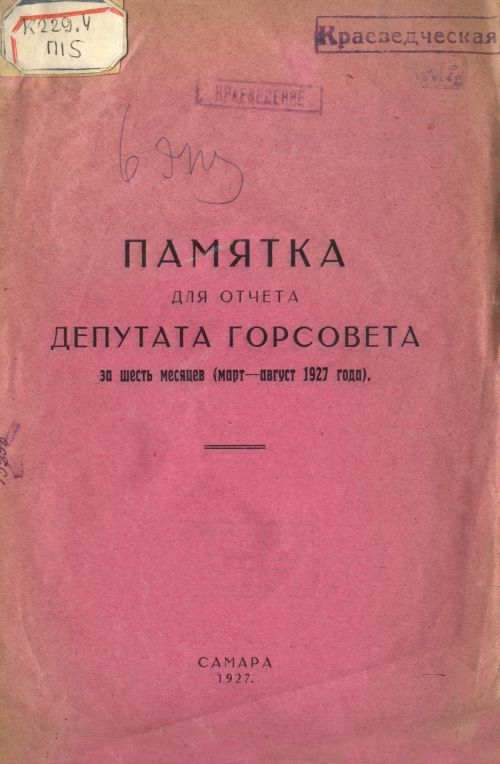 К229.4
П15
Краеведческая
КРАЕВЕДЕНИЕ
ПАМЯТКА
ДЛЯ ОТЧЕТА
ДЕПУТАТА ГОРСОВЕТА
за шесть месяцев (март—август 1927 года).
САМАРА
1927.